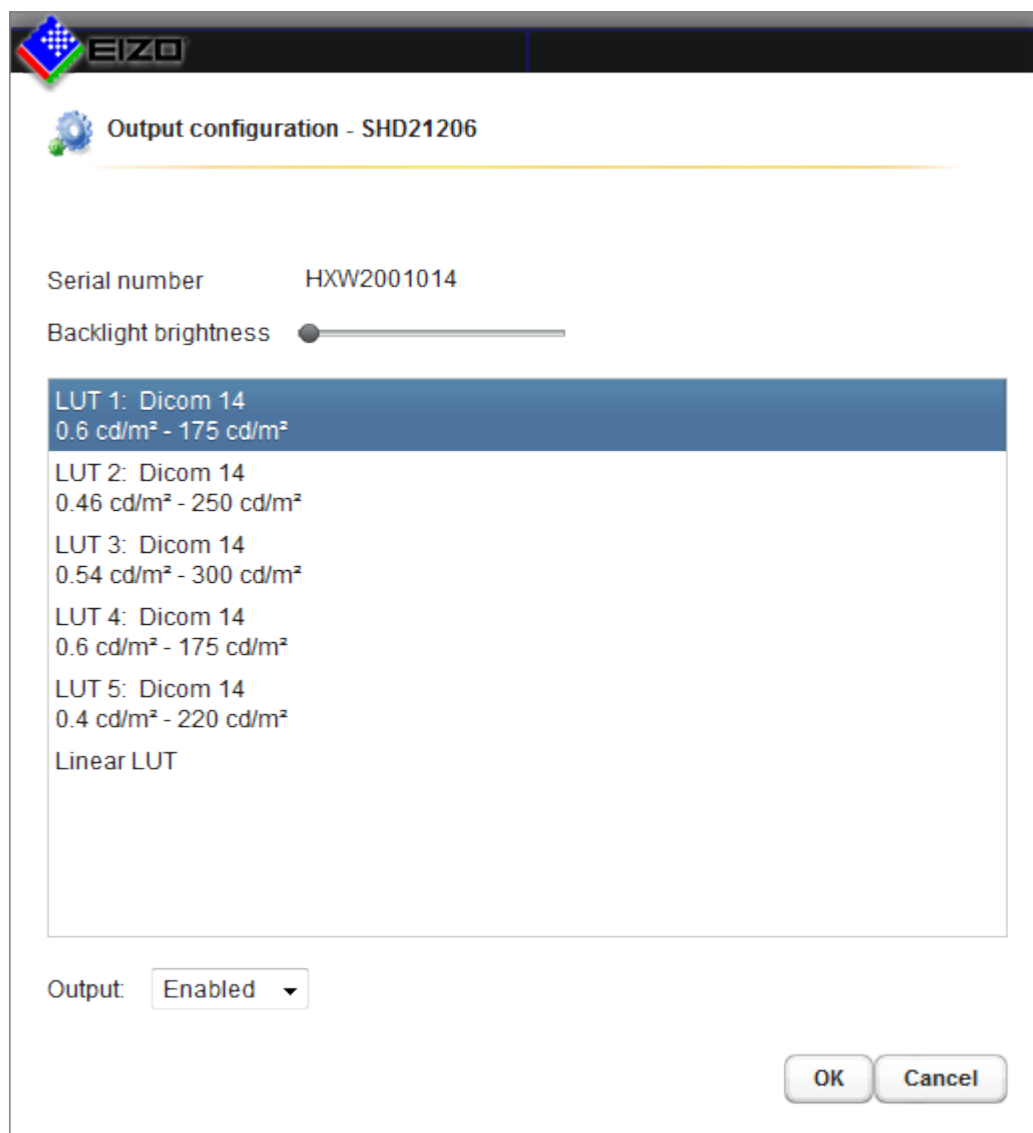 EIZO
Output configuration - SHD21206
Serial number HXW2001014
Backlight brightness
LUT 1: Dicom 14
0.6 cd/m² - 175 cd/m²
LUT 2: Dicom 14
0.46 cd/m² - 250 cd/m²
LUT 3: Dicom 14
0.54 cd/m² - 300 cd/m²
LUT 4: Dicom 14
0.6 cd/m² - 175 cd/m²
LUT 5: Dicom 14
0.4 cd/m² - 220 cd/m²
Linear LUT
Output: Enabled
OK Cancel